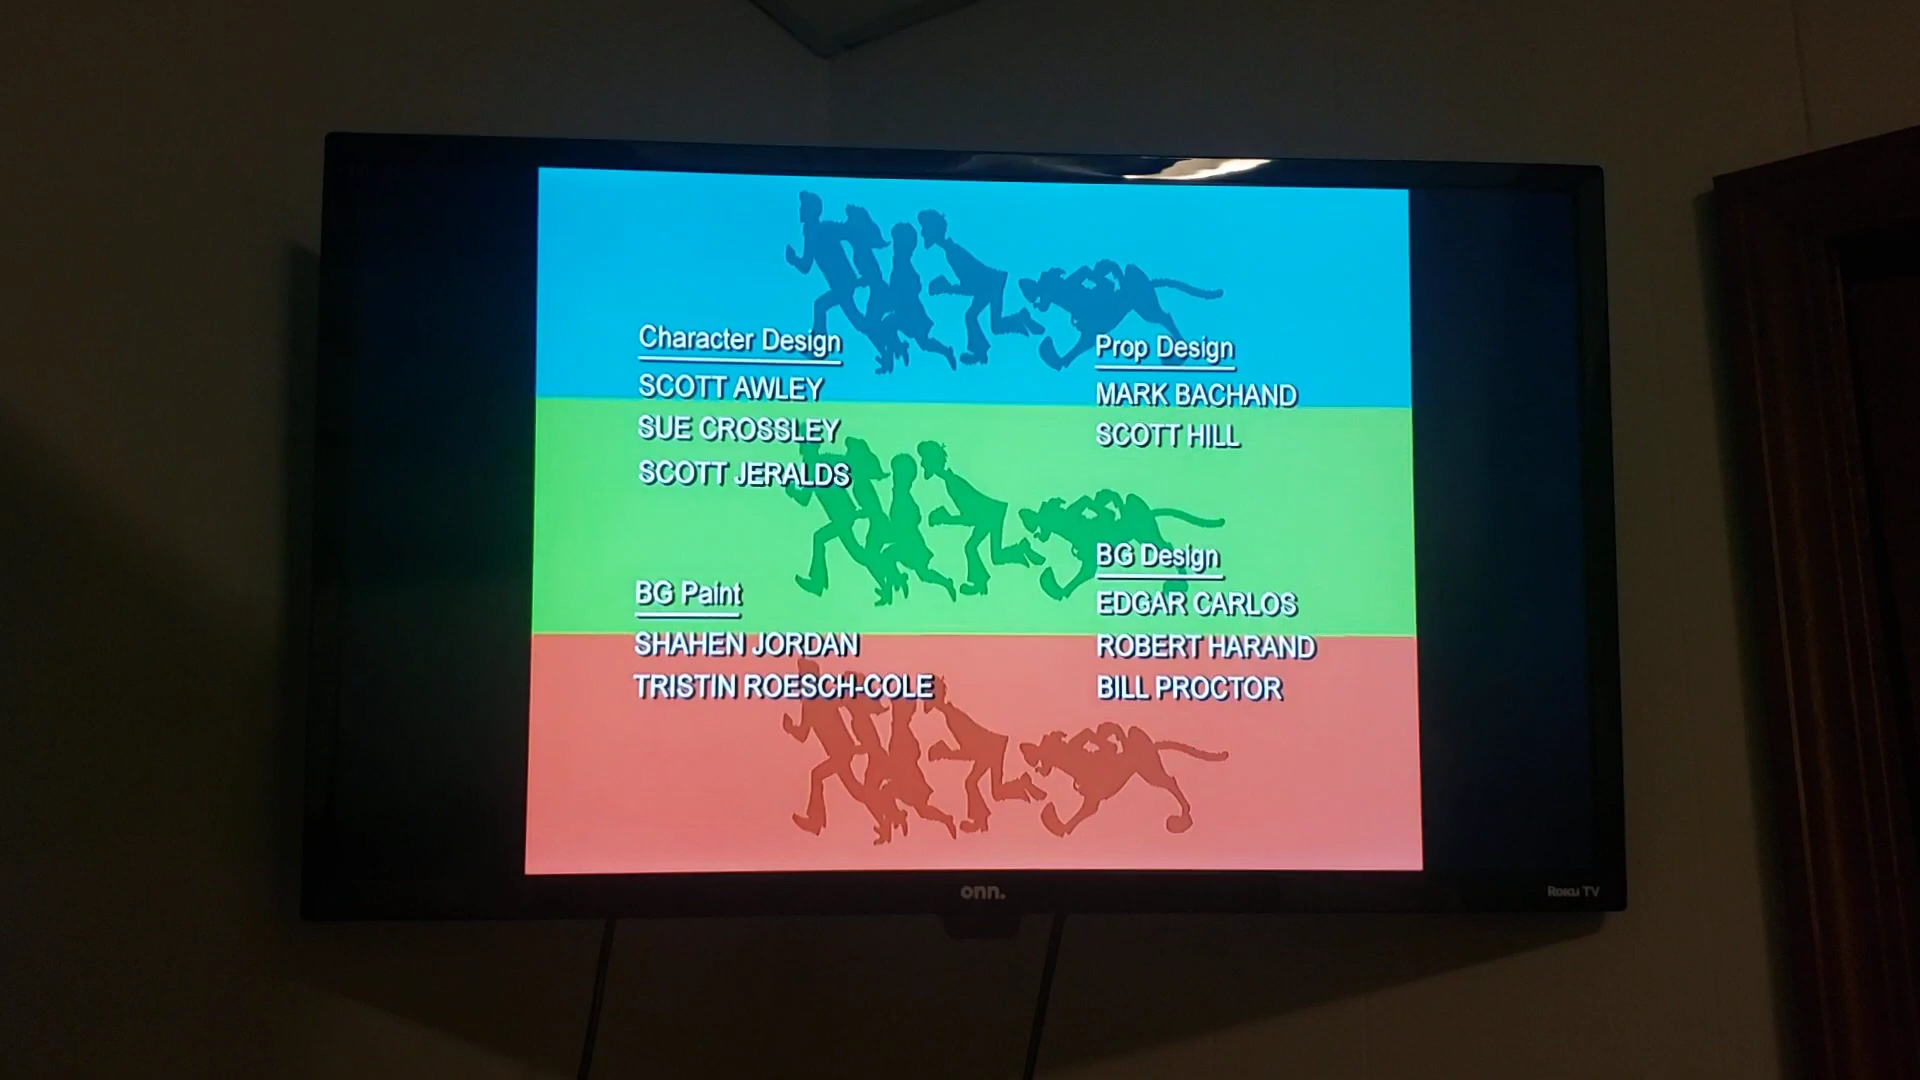 Character Design
SCOTT AWLEY
SUE CROSSLEY
SCOTT JERALDS
Prop Design
MARK BACHAND
SCOTT HILL
BG Paint
SHAHEN JORDAN
TRISTIN ROESCH-COLE
BG Design
EDGAR CARLOS
ROBERT HARAND
BILL PROCTOR
onn.
Roku TV